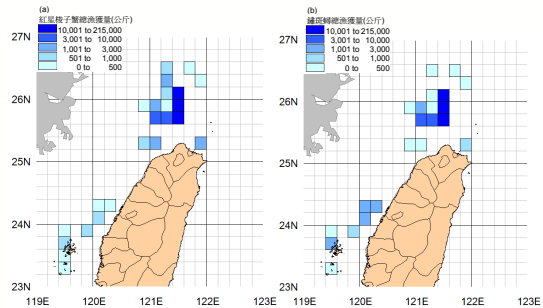 (a)
紅星梭子蟹總漁獲量(公斤)
10,001 to 215,000
3,001 to 10,000
1,001 to 3,000
501 to 1,000
0 to 500
27N
26N
25N
24N
23N
119E 120E 121E 122E 123E
(b)
鏽斑蟳總漁獲量(公斤)
10,001 to 215,000
3,001 to 10,000
1,001 to 3,000
501 to 1,000
0 to 500
27N
26N
25N
24N
23N
119E 120E 121E 122E 123E